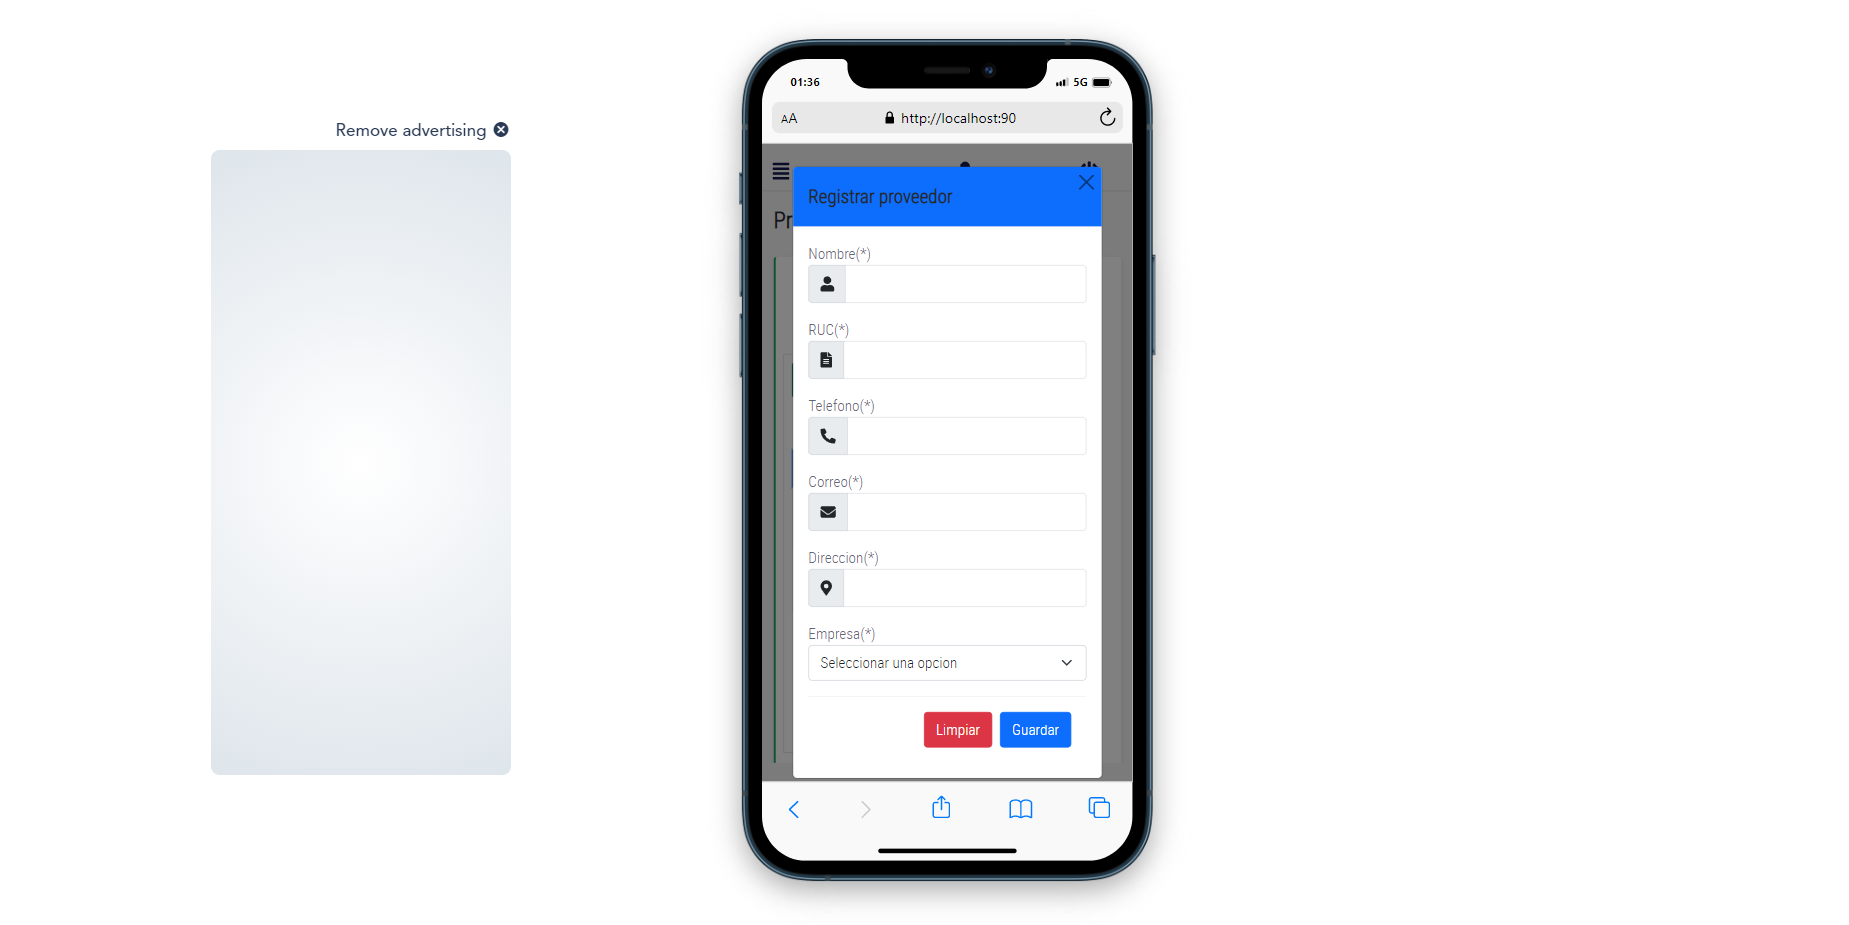 Remove advertising
01:36
5G
AA
http://localhost:90
Registrar proveedor
Pr
Nombre(*)
RUC(*)
Telefono(*)
Correo(*)
Direccion(*)
Empresa(*)
Seleccionar una opcion
Limpiar
Guardar